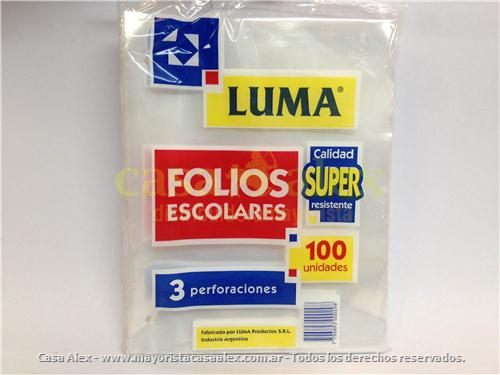 LUMA®
Calidad
SUPER
resistente
FOLIOS
ESCOLARES
100
unidades
3 perforaciones
Fabricado por LUMA Productos S.R.L.
Industria Argentina
Casa Alex - www.mayoristacasaalex.com.ar - Todos los derechos reservados.